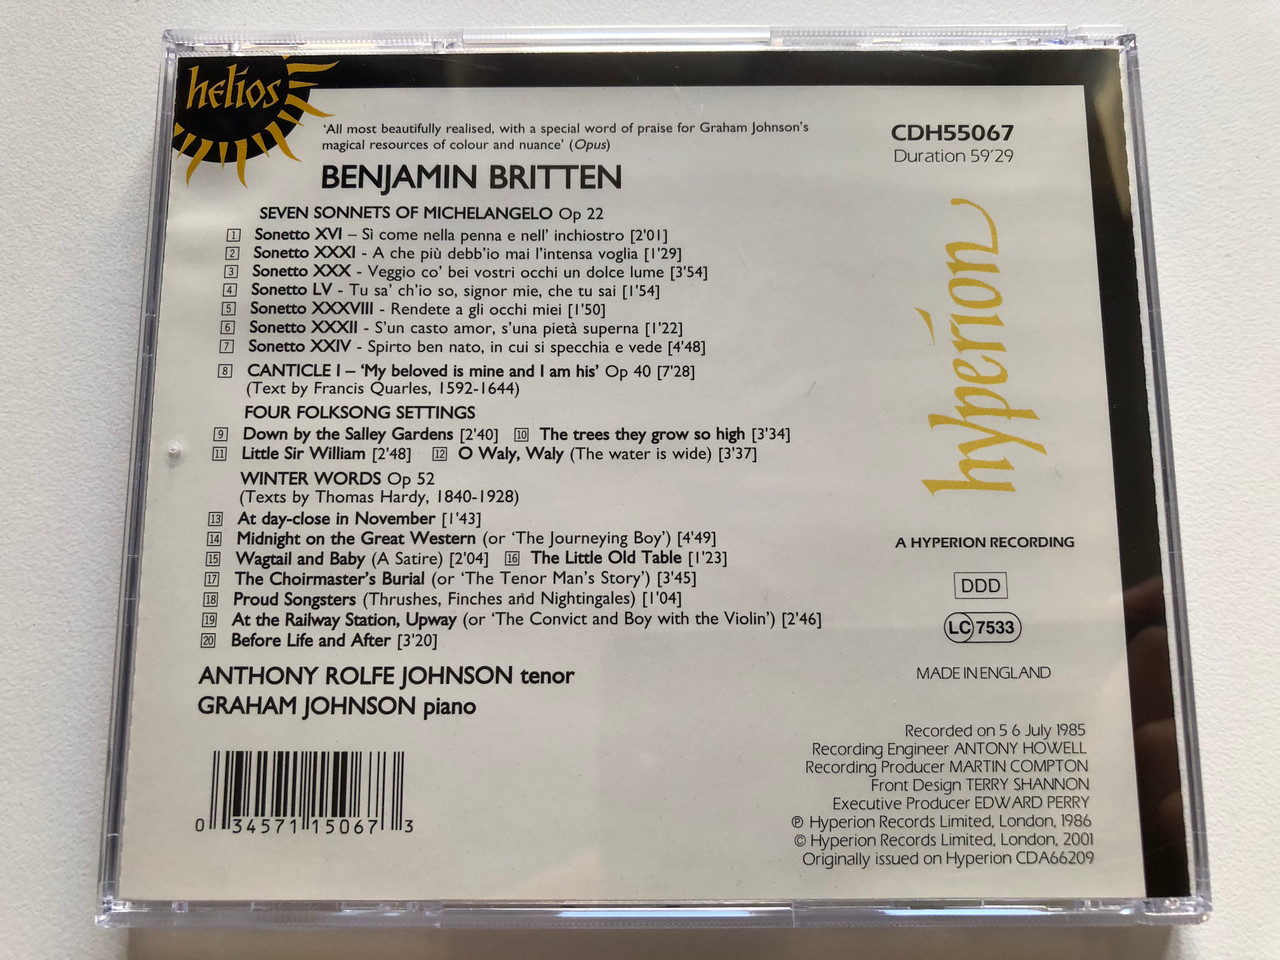 helios
'All most beautifully realised, with a special word of praise for Graham Johnson's
magical resources of colour and nuance' (Opus)
CDH55067
Duration 59'29
BENJAMIN BRITTEN
SEVEN SONNETS OF MICHELANGELO Op 22
1 Sonetto XVI – Sì come nella penna e nell' inchiostro [2'01]
2 Sonetto XXXI - A che più debb'io mai l'intensa voglia [1'29]
3 Sonetto XXX - Veggio co' bei vostri occhi un dolce lume [3'54]
4 Sonetto LV - Tu sa' ch'io so, signor mie, che tu sai [1'54]
5 Sonetto XXXVIII - Rendete a gli occhi miei [1'50]
6 Sonetto XXXII - S'un casto amor, s'una pietà superna [1'22]
7 Sonetto XXIV - Spirto ben nato, in cui si specchia e vede [4'48]
8 CANTICLE I – 'My beloved is mine and I am his' Op 40 [7'28]
(Text by Francis Quarles, 1592-1644)
FOUR FOLKSONG SETTINGS
9 Down by the Salley Gardens [2'40] 10 The trees they grow so high [3'34]
11 Little Sir William [2'48] 12 O Waly, Waly (The water is wide) [3'37]
WINTER WORDS Op 52
(Texts by Thomas Hardy, 1840-1928)
13 At day-close in November [1'43]
14 Midnight on the Great Western (or 'The Journeying Boy') [4'49]
15 Wagtail and Baby (A Satire) [2'04] 16 The Little Old Table [1'23]
17 The Choirmaster's Burial (or 'The Tenor Man's Story') [3'45]
18 Proud Songsters (Thrushes, Finches and Nightingales) [1'04]
19 At the Railway Station, Upway (or 'The Convict and Boy with the Violin') [2'46]
20 Before Life and After [3'20]
ANTHONY ROLFE JOHNSON tenor
GRAHAM JOHNSON piano
0 34571 15067 3
hyperion
A HYPERION RECORDING
DDD
LC 7533
MADE IN ENGLAND
Recorded on 5 6 July 1985
Recording Engineer ANTONY HOWELL
Recording Producer MARTIN COMPTON
Front Design TERRY SHANNON
Executive Producer EDWARD PERRY
℗ Hyperion Records Limited, London, 1986
© Hyperion Records Limited, London, 2001
Originally issued on Hyperion CDA66209